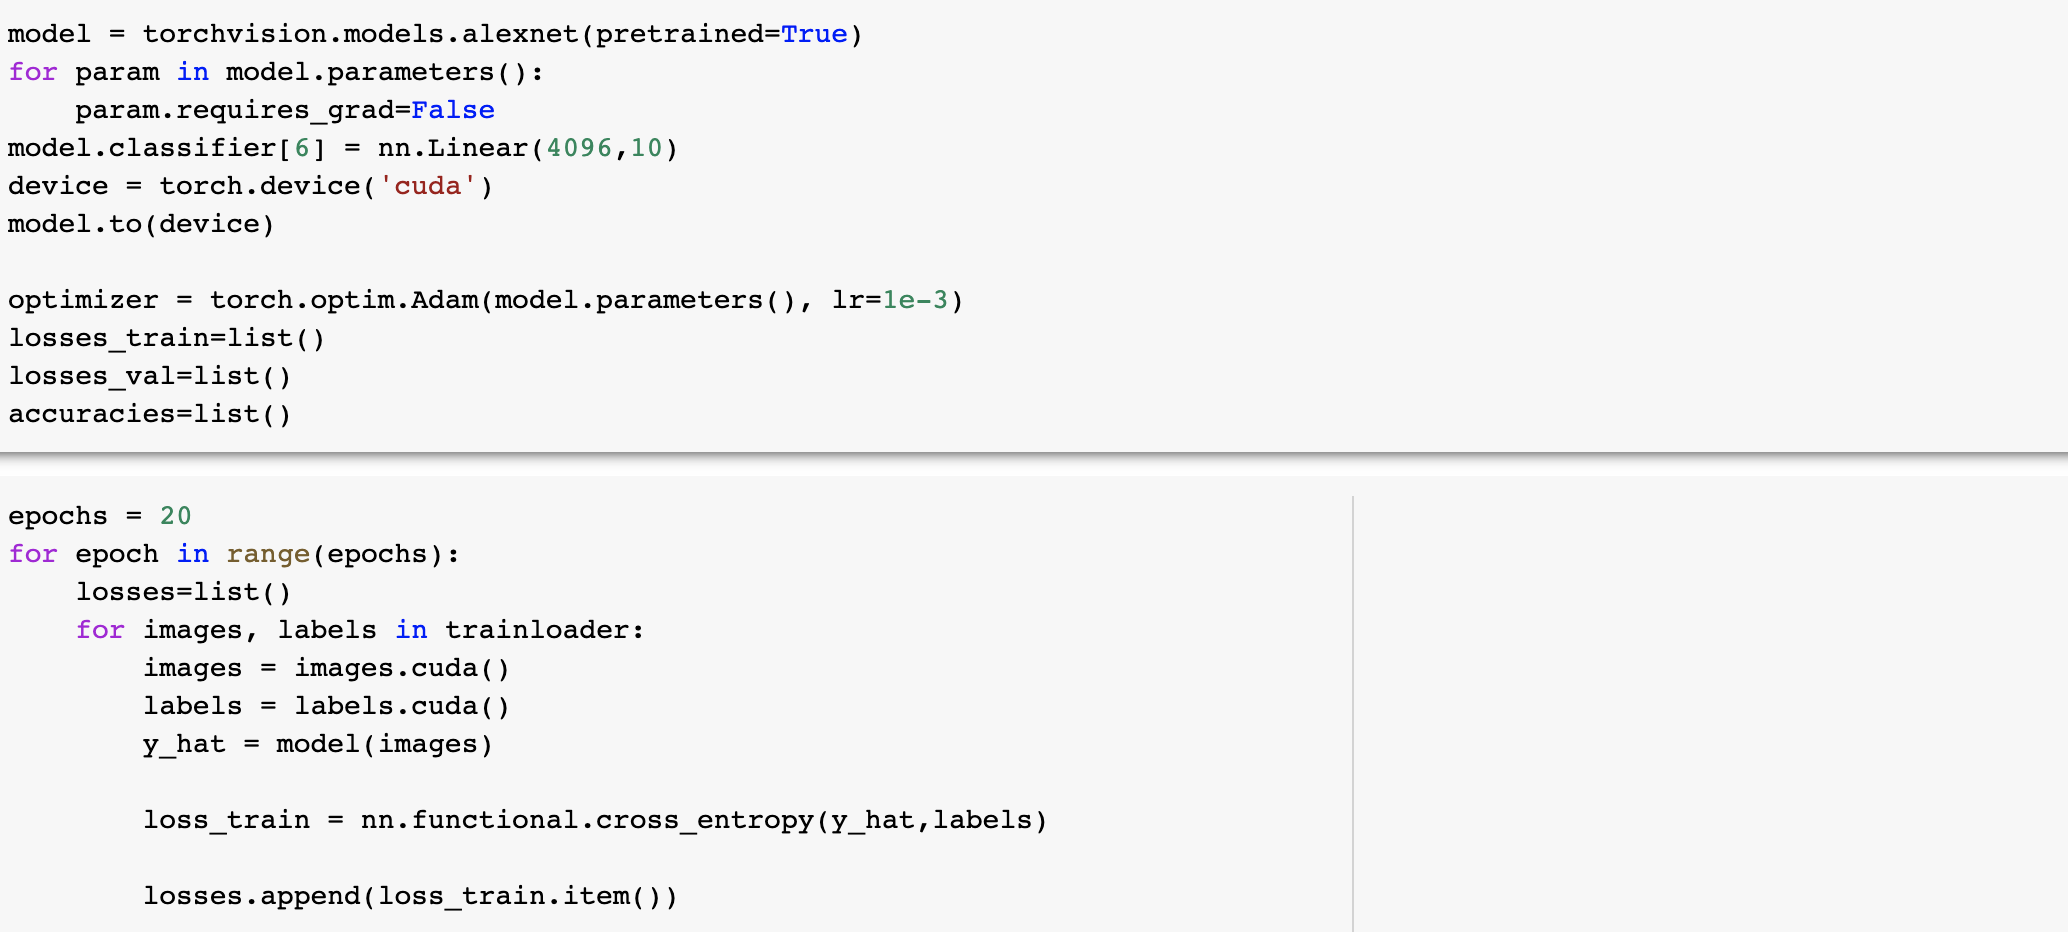 model = torchvision.models.alexnet(pretrained=True)
for param in model.parameters():
    param.requires_grad=False
model.classifier[6] = nn.Linear(4096,10)
device = torch.device('cuda')
model.to(device)

optimizer = torch.optim.Adam(model.parameters(), lr=1e-3)
losses_train=list()
losses_val=list()
accuracies=list()

epochs = 20
for epoch in range(epochs):
    losses=list()
    for images, labels in trainloader:
        images = images.cuda()
        labels = labels.cuda()
        y_hat = model(images)

        loss_train = nn.functional.cross_entropy(y_hat,labels)

        losses.append(loss_train.item())